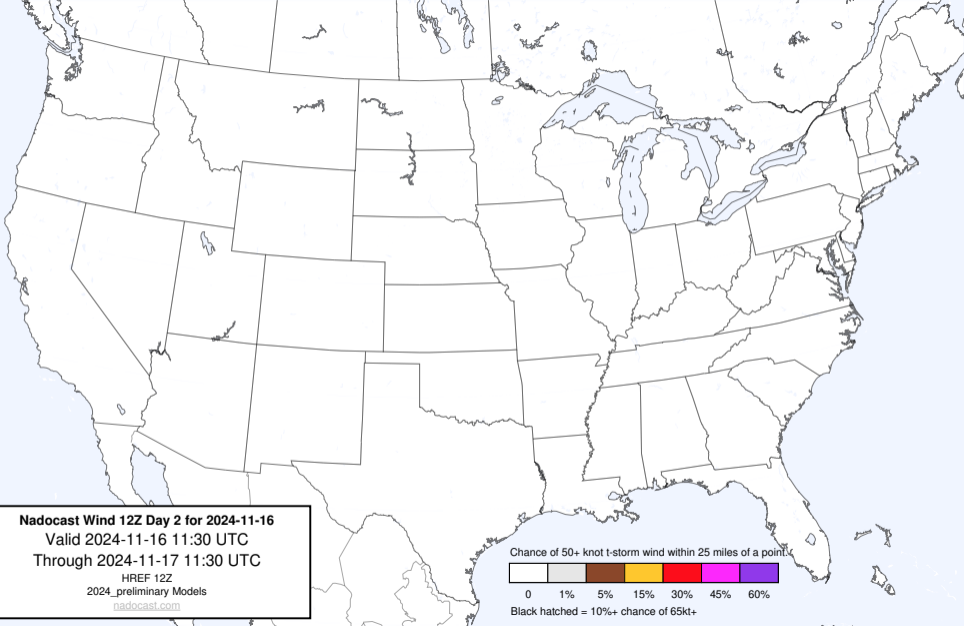 Nadocast Wind 12Z Day 2 for 2024-11-16
Valid 2024-11-16 11:30 UTC
Through 2024-11-17 11:30 UTC
HREF 12Z
2024_preliminary Models
nadocast.com
Chance of 50+ knot t-storm wind within 25 miles of a point.
0 1% 5% 15% 30% 45% 60%
Black hatched = 10%+ chance of 65kt+